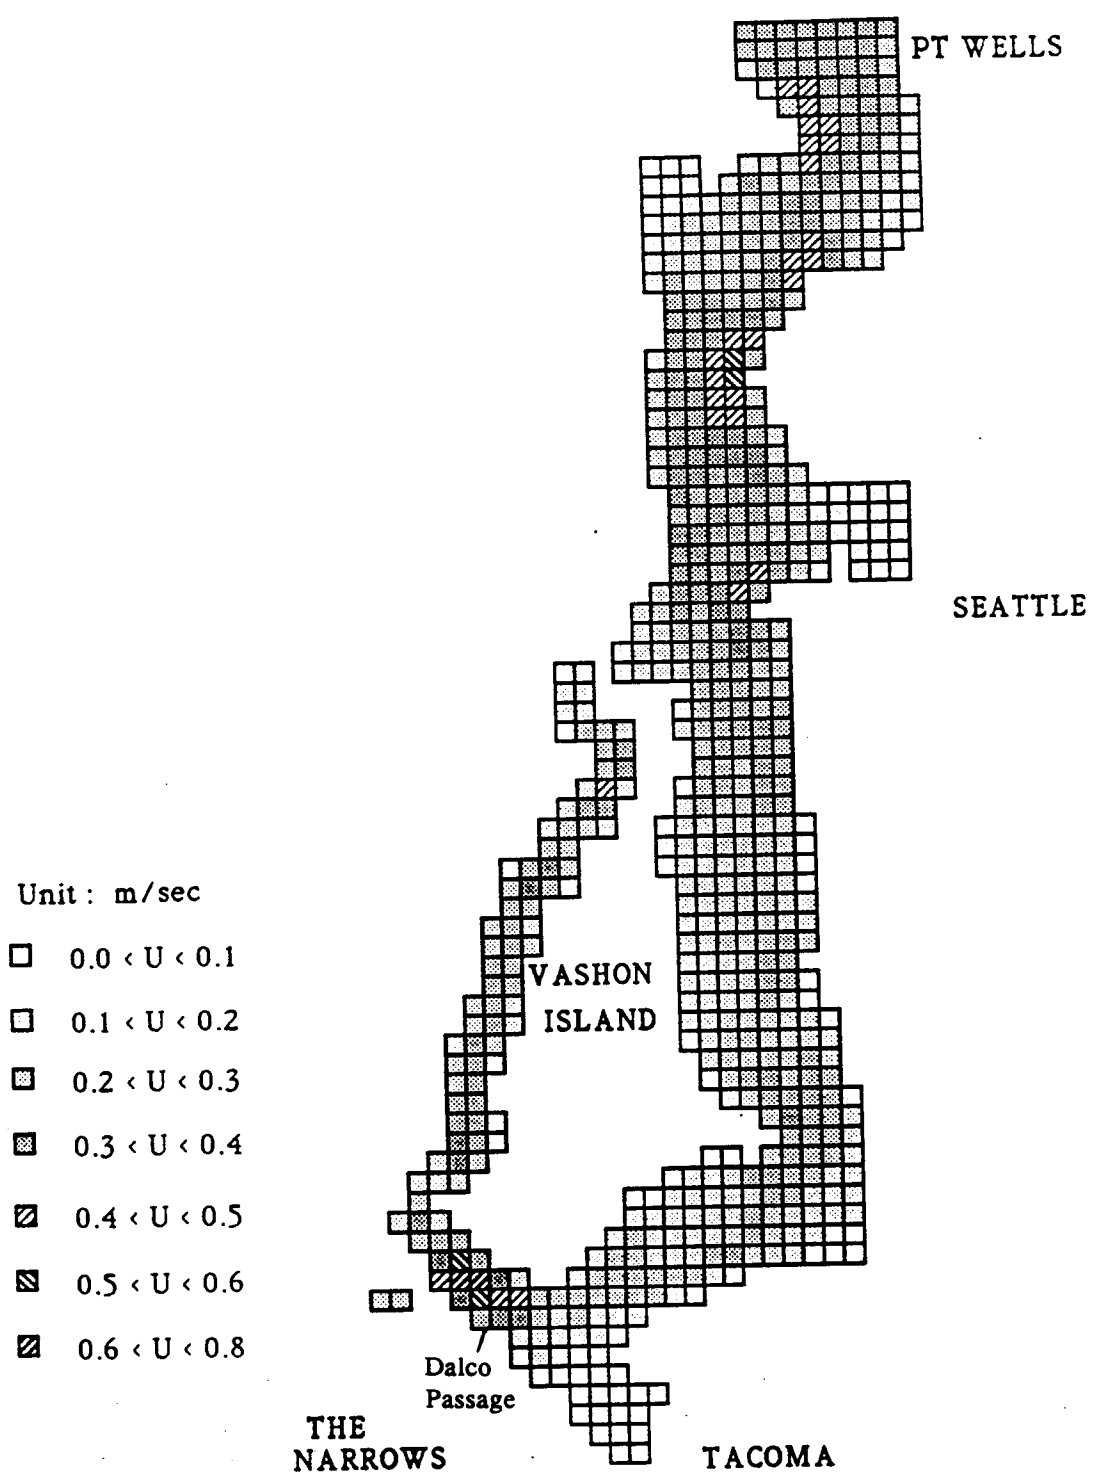 PT WELLS
SEATTLE
Unit : m/sec
0.0 < U < 0.1
0.1 < U < 0.2
0.2 < U < 0.3
0.3 < U < 0.4
0.4 < U < 0.5
0.5 < U < 0.6
0.6 < U < 0.8
VASHON
ISLAND
Dalco
Passage
THE
NARROWS
TACOMA